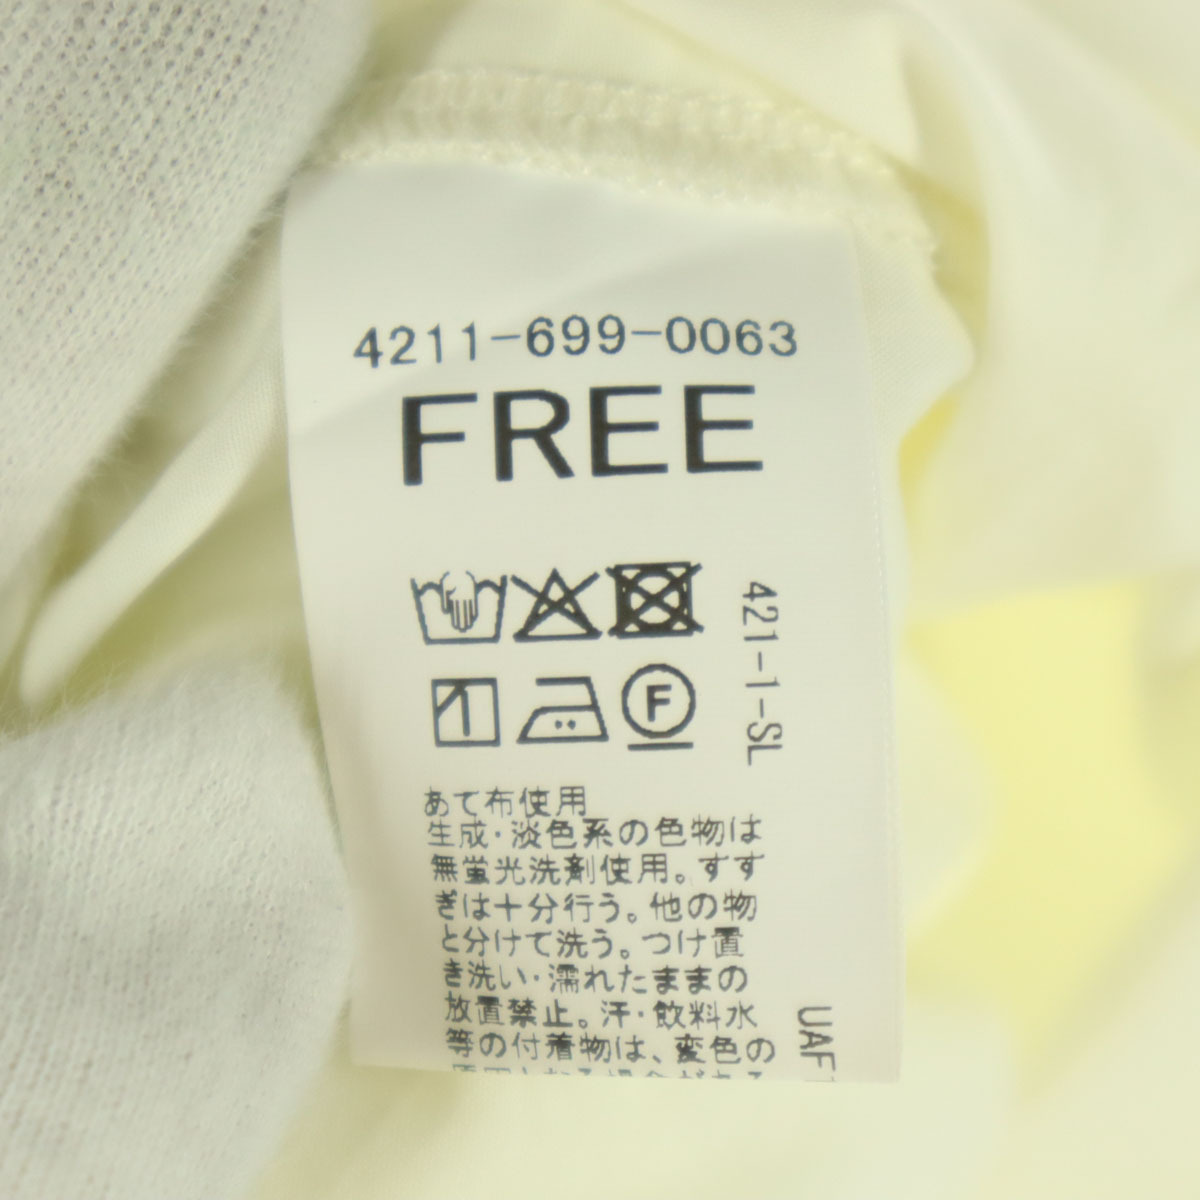 4211-699-0063
FREE
421-1-SL
F
あて布使用
生成・淡色系の色物は
無蛍光洗剤使用。すす
ぎは十分行う。他の物
と分けて洗う。つけ置
き洗い・濡れたままの
放置禁止。汗・飲料水
等の付着物は、変色の
UAF